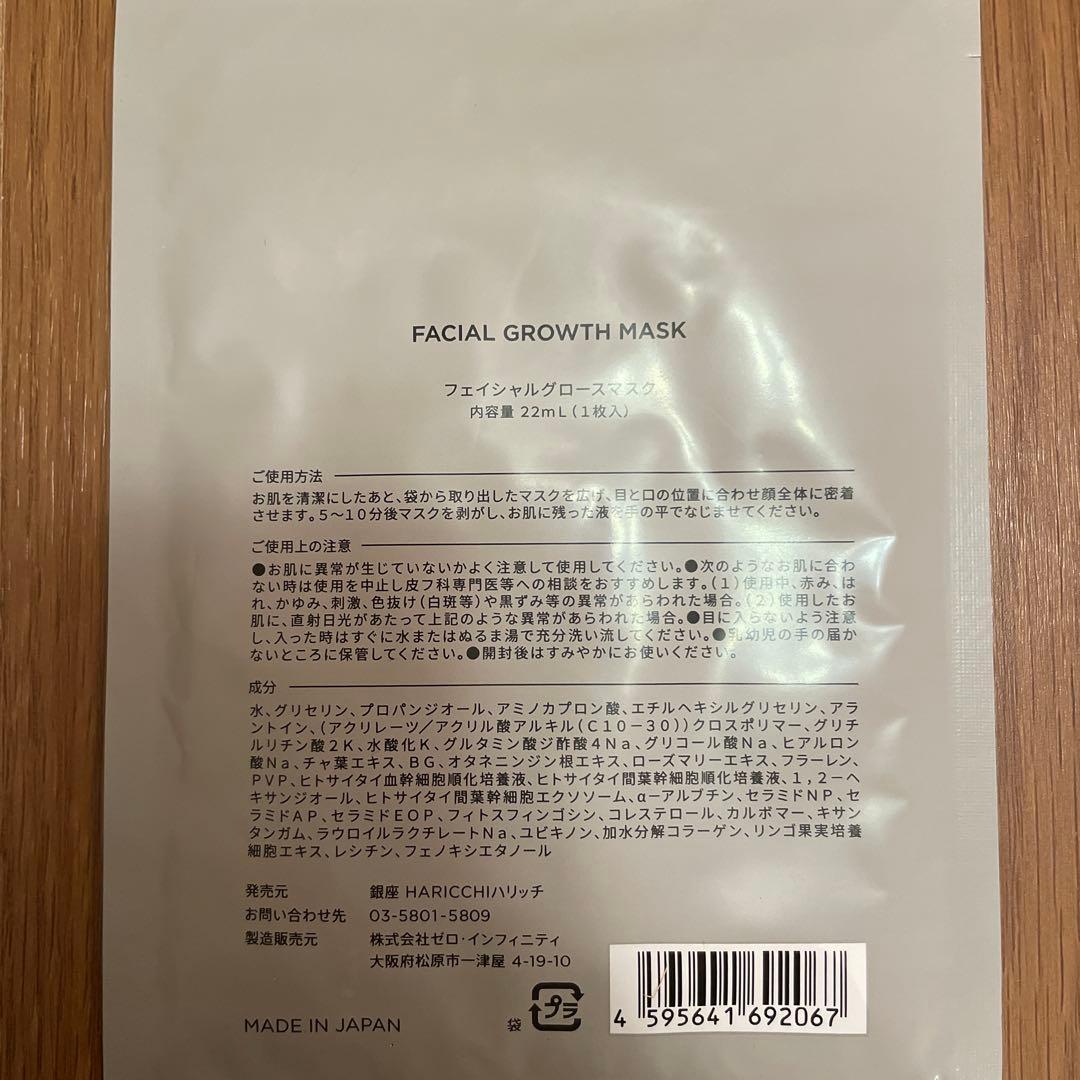 FACIAL GROWTH MASK
フェイシャルグロースマスク
内容量 22mL(1枚入)
ご使用方法
お肌を清潔にしたあと、袋から取り出したマスクを広げ、目と口の位置に合わせ顔全体に密着
させます。5〜10分後マスクを剥がし、お肌に残った液を手の平でなじませてください。
ご使用上の注意
●お肌に異常が生じていないかよく注意して使用してください。●次のようなお肌に合わ
ない時は使用を中止し皮フ科専門医等への相談をおすすめします。(1)使用中、赤み、は
れ、かゆみ、刺激、色抜け(白斑等)や黒ずみ等の異常があらわれた場合。(2)使用したお
肌に、直射日光があたって上記のような異常があらわれた場合。●目に入らないよう注意
し、入った時はすぐに水またはぬるま湯で充分洗い流してください。●乳幼児の手の届か
ないところに保管してください。●開封後はすみやかにお使いください。
成分
水、グリセリン、プロパンジオール、アミノカプロン酸、エチルヘキシルグリセリン、アラ
ントイン、(アクリレーツ/アクリル酸アルキル(C10-30))クロスポリマー、グリチ
ルリチン酸2K、水酸化K、グルタミン酸ジ酢酸4Na、グリコール酸Na、ヒアルロン
酸Na、チャ葉エキス、BG、オタネニンジン根エキス、ローズマリーエキス、フラーレン、
PVP、ヒトサイタイ血幹細胞順化培養液、ヒトサイタイ間葉幹細胞順化培養液、1,2-ヘ
キサンジオール、ヒトサイタイ間葉幹細胞エクソソーム、α-アルブチン、セラミドNP、セ
ラミドAP、セラミドEOP、フィトスフィンゴシン、コレステロール、カルボマー、キサン
タンガム、ラウロイルラクチレートNa、ユビキノン、加水分解コラーゲン、リンゴ果実培養
細胞エキス、レシチン、フェノキシエタノール
発売元 銀座 HARICCHIハリッチ
お問い合わせ先 03-5801-5809
製造販売元 株式会社ゼロ・インフィニティ
大阪府松原市一津屋 4-19-10
MADE IN JAPAN
袋 プラ
4 595641 692067